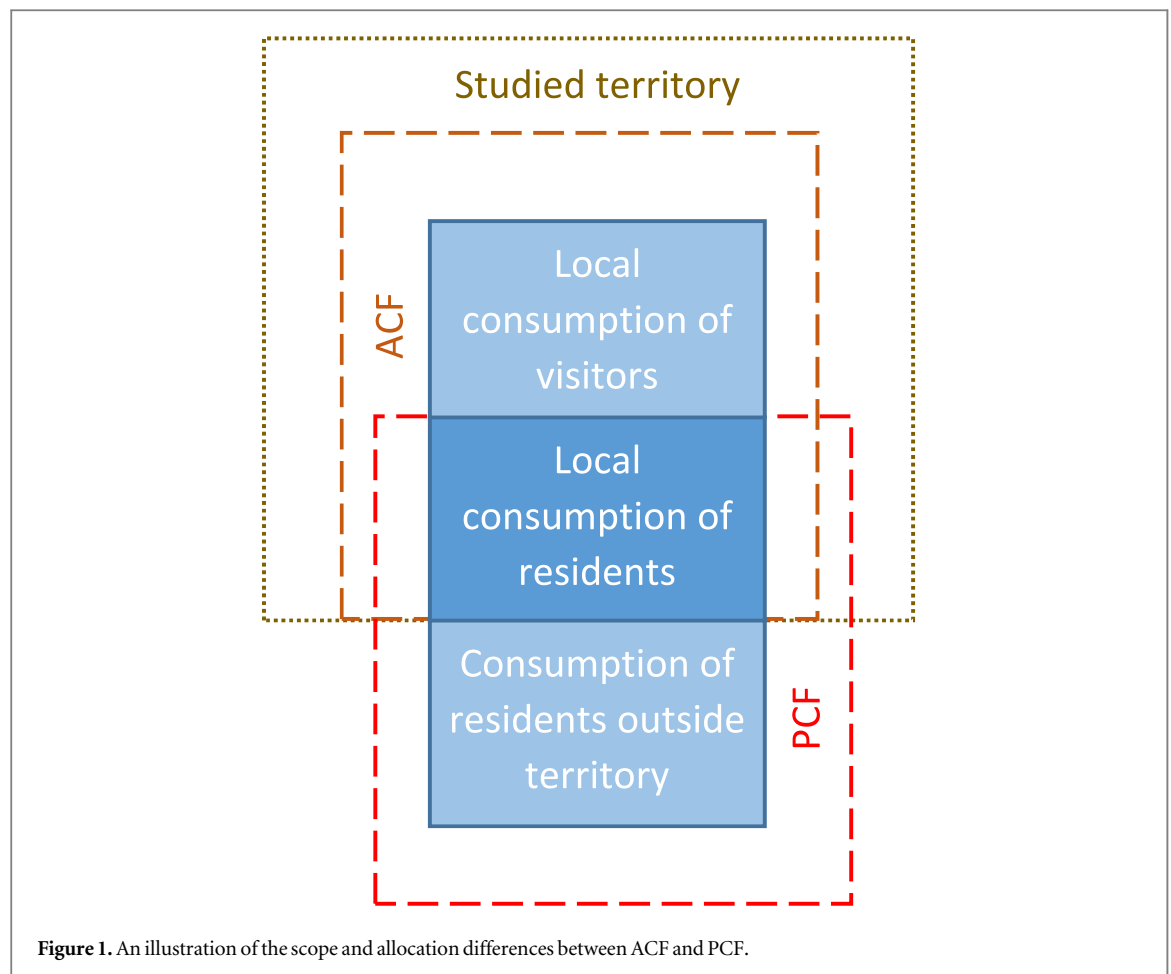 Studied territory
ACF
Local
consumption of
visitors
Local
consumption of
residents
Consumption of
residents outside
territory
PCF
Figure 1. An illustration of the scope and allocation differences between ACF and PCF.